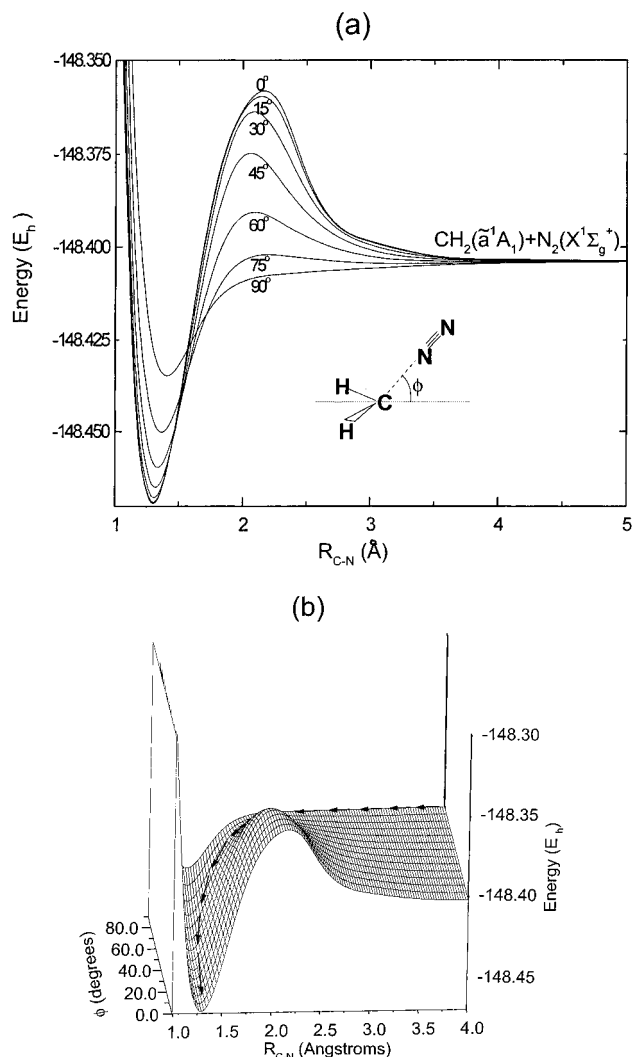 (a)
-148.350
-148.375
-148.400
-148.425
-148.450
Energy (Eₕ)
0°
15°
30°
45°
60°
75°
90°
CH₂(ã¹A₁)+N₂(X¹Σg⁺)
N
N
H
C
ϕ
H
1 2 3 4 5
R_C-N (Å)
(b)
-148.30
-148.35
-148.40
-148.45
Energy (Eₕ)
80.0
60.0
40.0
20.0
0.0
ϕ (degrees)
1.0 1.5 2.0 2.5 3.0 3.5 4.0
R_C-N (Angstroms)